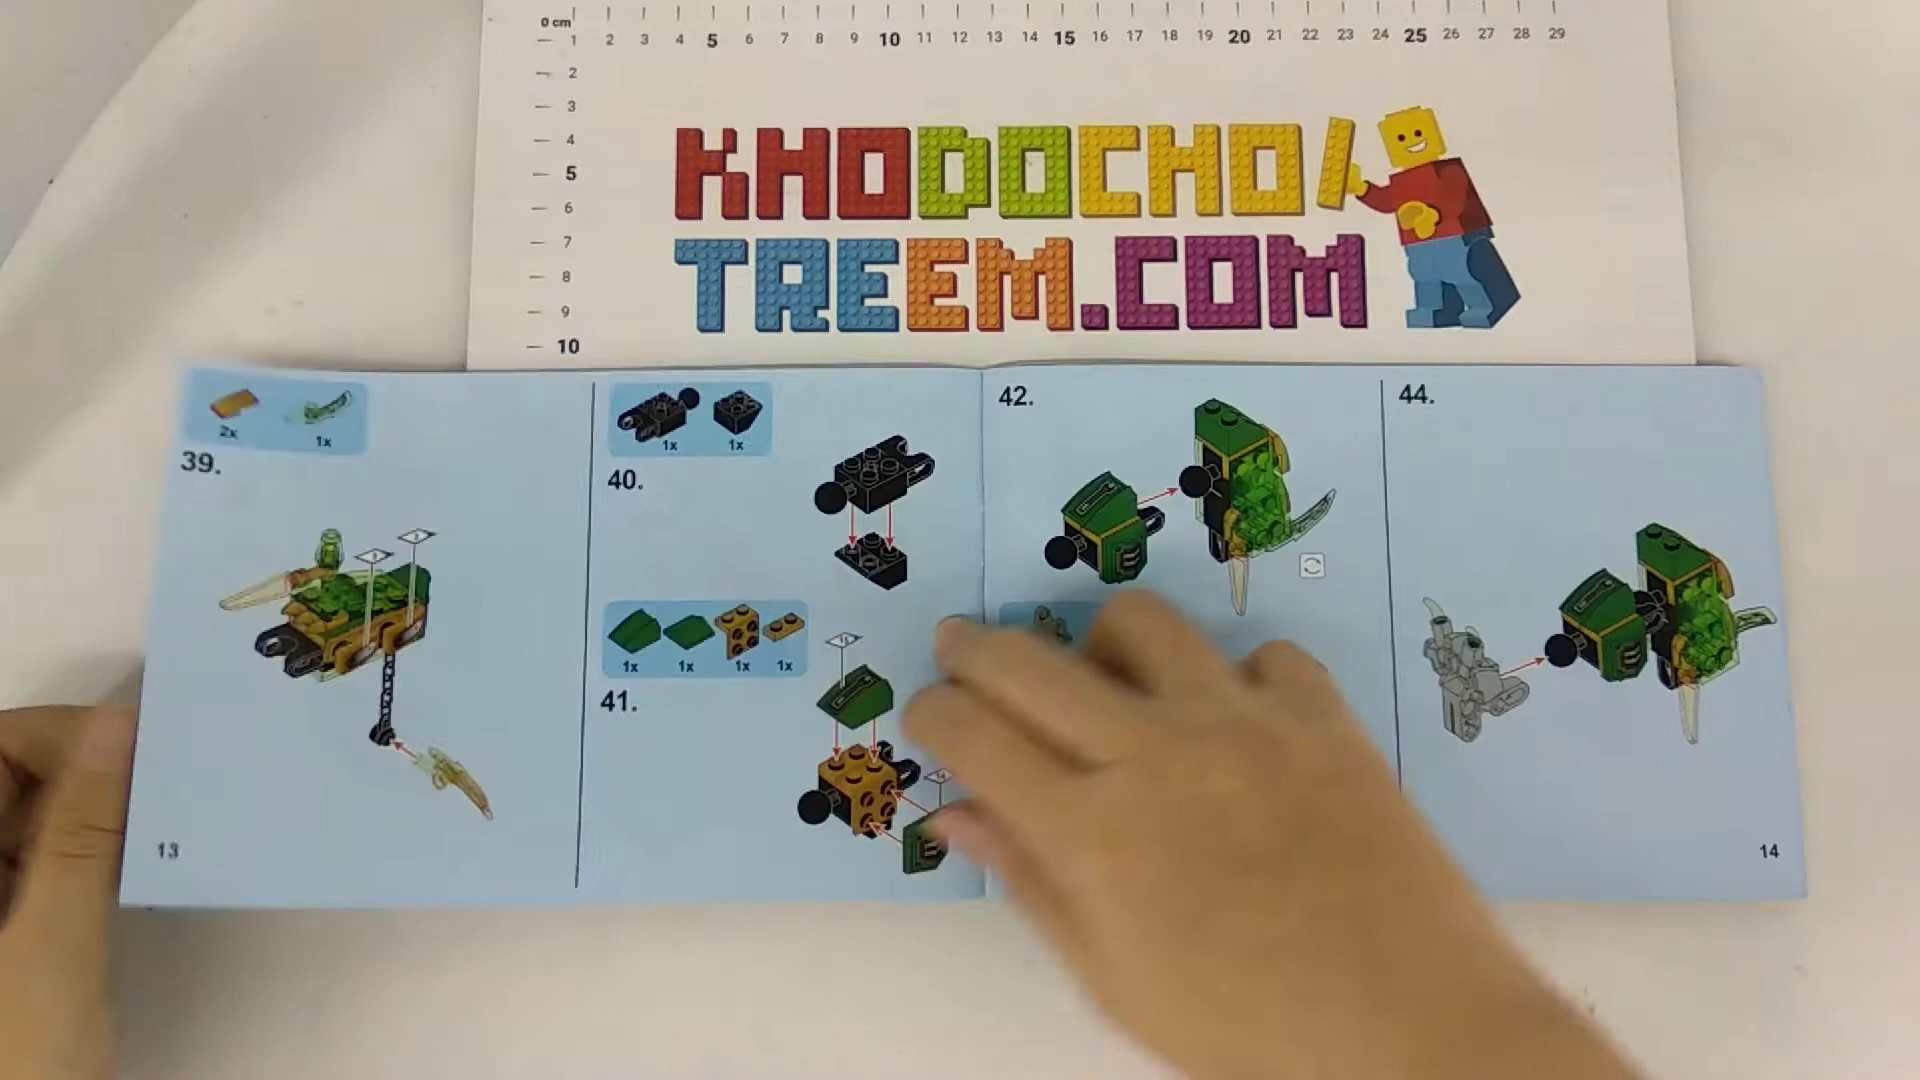 0 cm
1 2 3 4 5 6 7 8 9 10 11 12 13 14 15 16 17 18 19 20 21 22 23 24 25 26 27 28 29
2
3
4
5
6
7
8
9
10
KHODOCHO
TREEM.COM
2x 1x
39.
13
1x 1x
40.
1x 1x 1x 1x
41.
15
14
42.
44.
14